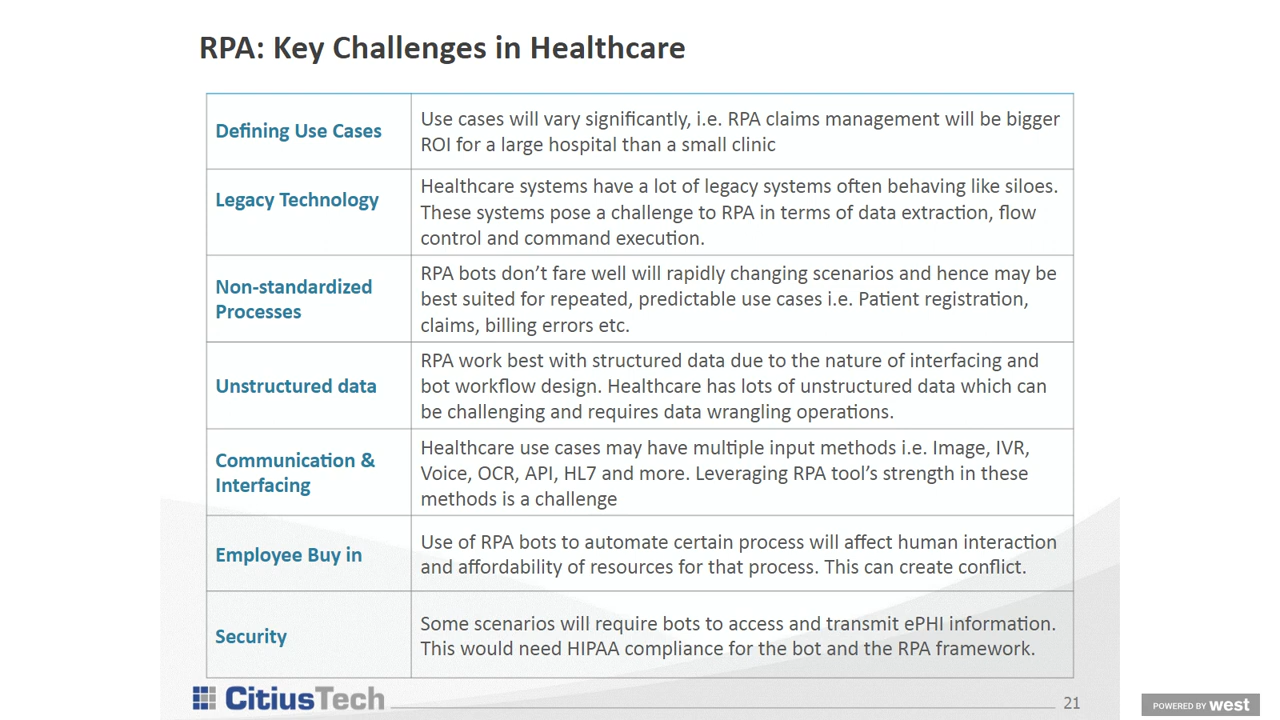 RPA: Key Challenges in Healthcare
Defining Use Cases
Use cases will vary significantly, i.e. RPA claims management will be bigger
ROI for a large hospital than a small clinic
Legacy Technology
Healthcare systems have a lot of legacy systems often behaving like siloes.
These systems pose a challenge to RPA in terms of data extraction, flow
control and command execution.
Non-standardized
Processes
RPA bots don’t fare well will rapidly changing scenarios and hence may be
best suited for repeated, predictable use cases i.e. Patient registration,
claims, billing errors etc.
Unstructured data
RPA work best with structured data due to the nature of interfacing and
bot workflow design. Healthcare has lots of unstructured data which can
be challenging and requires data wrangling operations.
Communication &
Interfacing
Healthcare use cases may have multiple input methods i.e. Image, IVR,
Voice, OCR, API, HL7 and more. Leveraging RPA tool’s strength in these
methods is a challenge
Employee Buy in
Use of RPA bots to automate certain process will affect human interaction
and affordability of resources for that process. This can create conflict.
Security
Some scenarios will require bots to access and transmit ePHI information.
This would need HIPAA compliance for the bot and the RPA framework.
CitiusTech
21
POWERED BY west